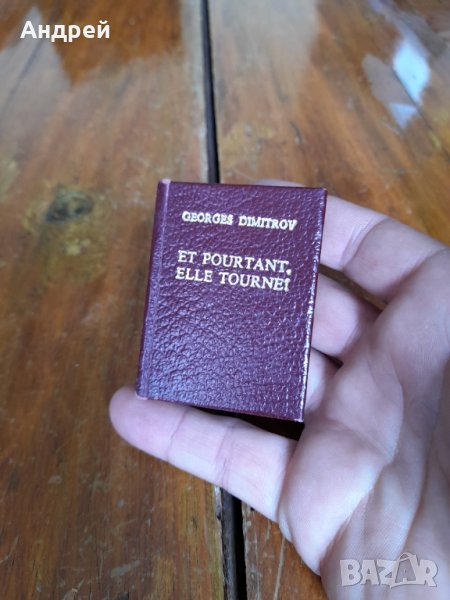 Андрей
GEORGES DIMITROV
ET POURTANT,
ELLE TOURNE!
BAZAR